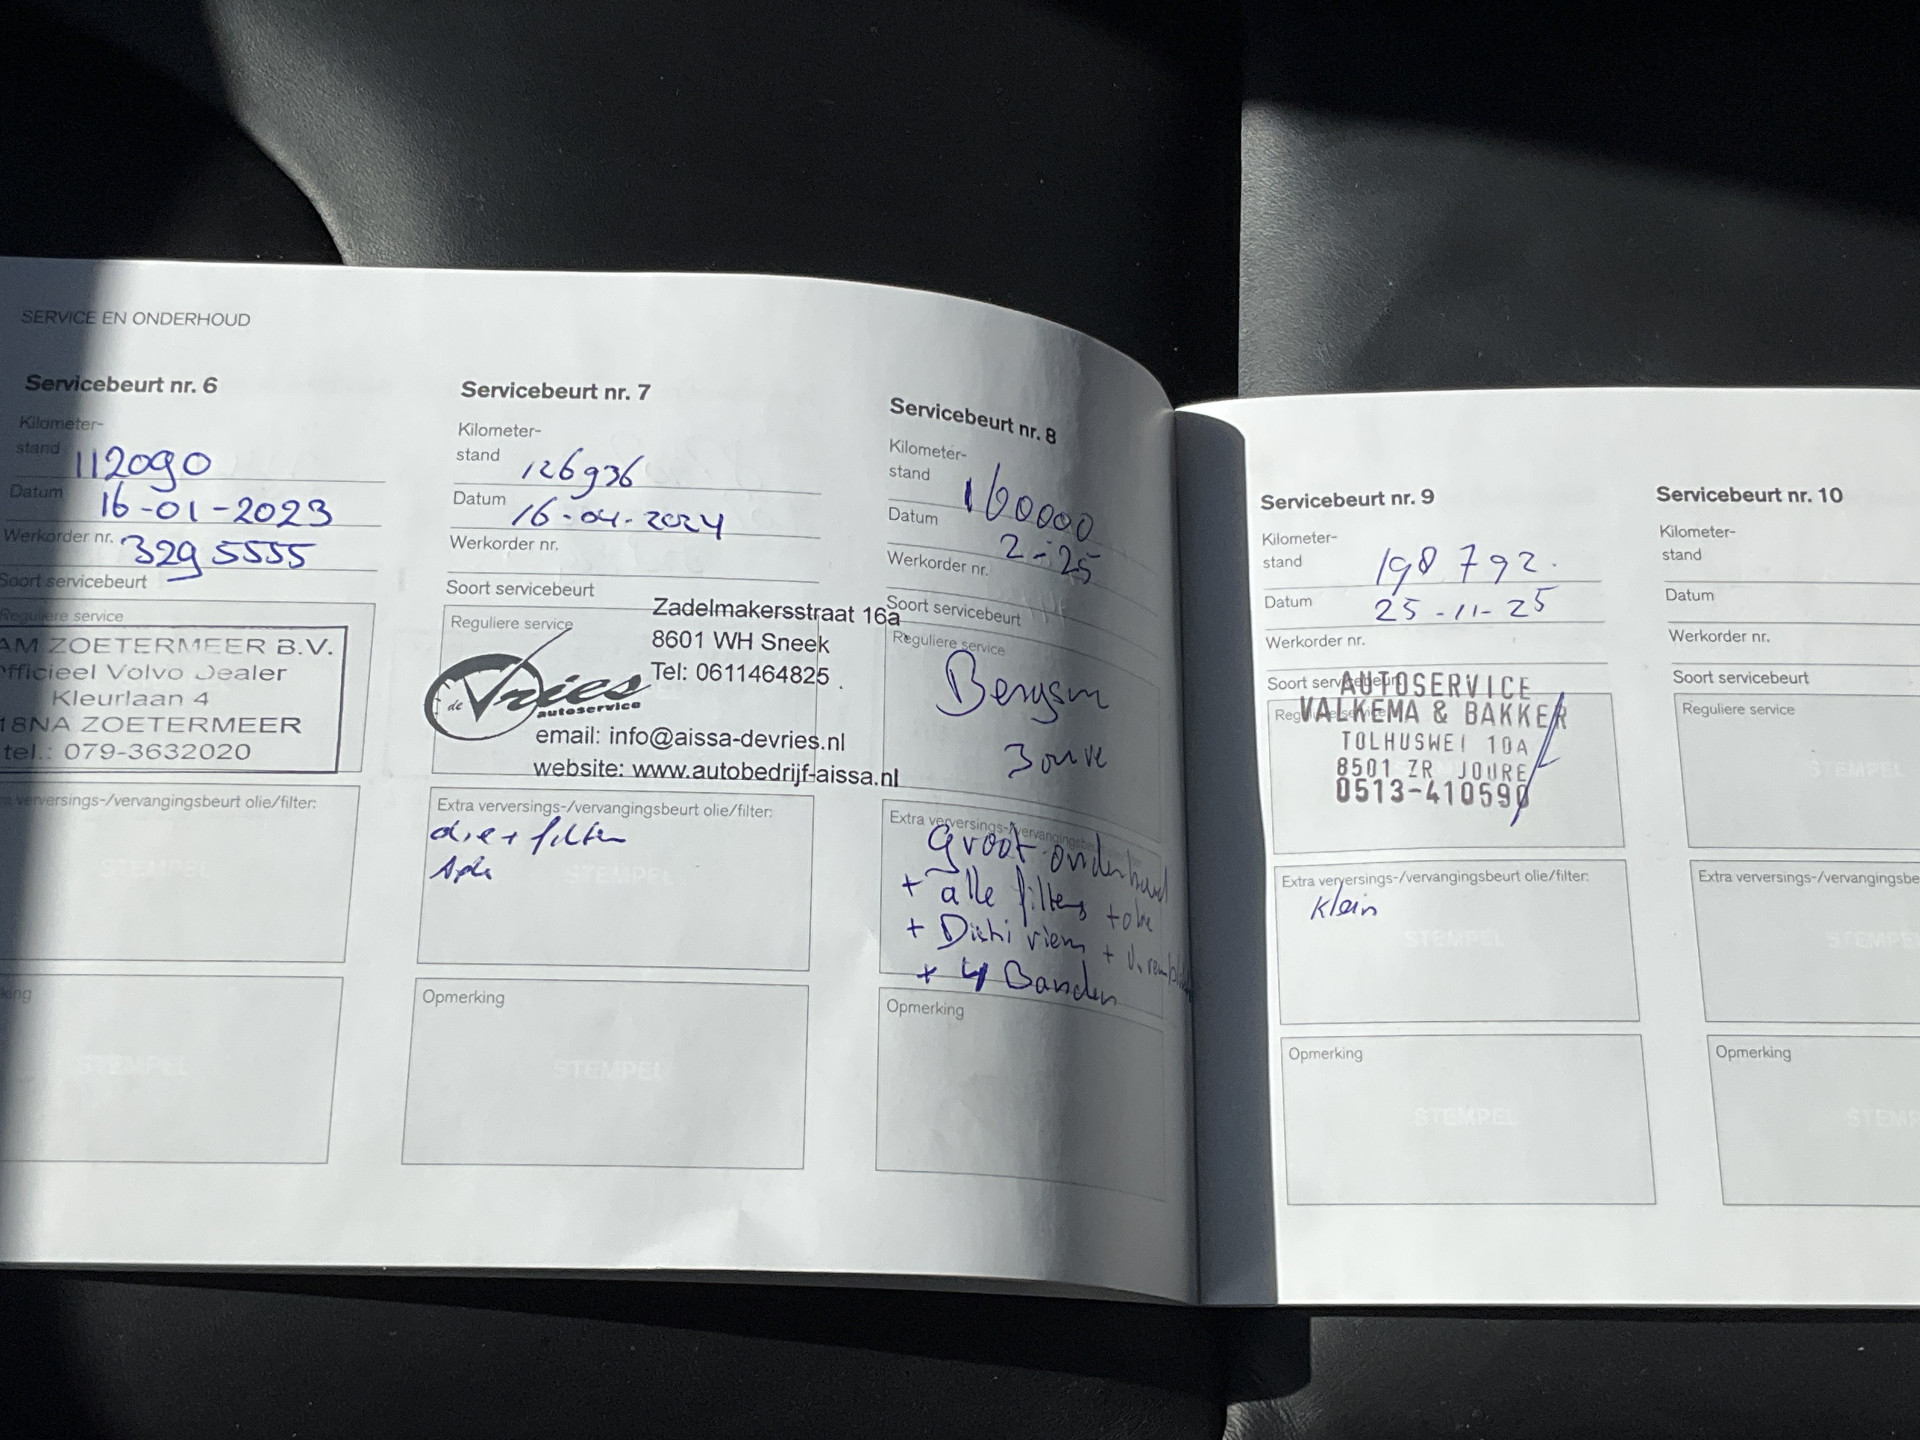 SERVICE EN ONDERHOUD
Servicebeurt nr. 6
Kilometer-
stand 112090
Datum 16-01-2023
Werkorder nr. 3295555
Soort servicebeurt
Reguliere service
AM ZOETERMEER B.V.
fficieel Volvo Dealer
Kleurlaan 4
18NA ZOETERMEER
tel.: 079-3632020
verversings-/vervangingsbeurt olie/filter:
STEMPEL
king
STEMPEL
Servicebeurt nr. 7
Kilometer-
stand 126936
Datum 16-04-2024
Werkorder nr.
Soort servicebeurt
Reguliere service
Zadelmakersstraat 16a
8601 WH Sneek
Tel: 0611464825
de Vries
autoservice
email: info@aissa-devries.nl
website: www.autobedrijf-aissa.nl
Extra verversings-/vervangingsbeurt olie/filter:
filter
STEMPEL
Opmerking
STEMPEL
Servicebeurt nr. 8
Kilometer-
stand 160000
Datum 2-25
Werkorder nr.
Soort servicebeurt
Reguliere service
Extra verversings-/vervangingsbe
Groot onderhoud
+ alle filters + olie
+ Distri riem +
+ 4 Banden
Opmerking
Servicebeurt nr. 9
Kilometer-
stand 198792.
Datum 25-11-25
Werkorder nr.
Soort servicebeurt
Reguliere service
AUTOSERVICE
VALKEMA & BAKKER
TOLHUSWEI 10A
8501 ZR JOURE
0513-410590
Extra verversings-/vervangingsbeurt olie/filter:
Klein
STEMPEL
Opmerking
STEMPEL
Servicebeurt nr. 10
Kilometer-
stand
Datum
Werkorder nr.
Soort servicebeurt
Reguliere service
STEMPEL
Extra verversings-/vervangingsbe
STEMPE
Opmerking
STEMP